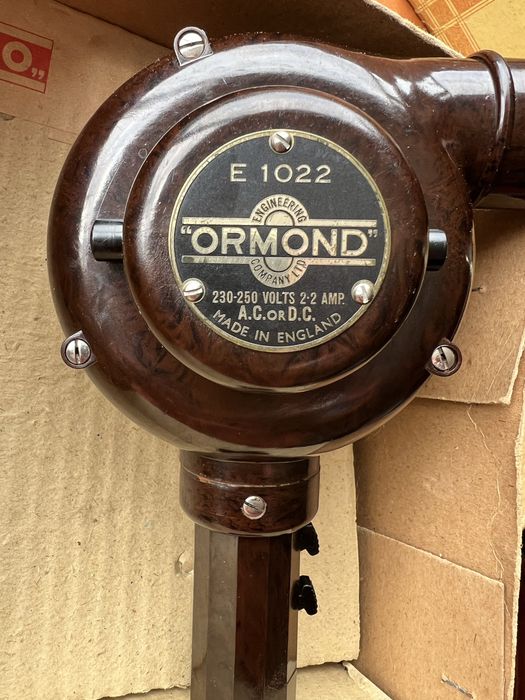 O"
E 1022
ENGINEERING
"ORMOND"
COMPANY LTD
230-250 VOLTS 2·2 AMP.
A.C. OR D.C.
MADE IN ENGLAND